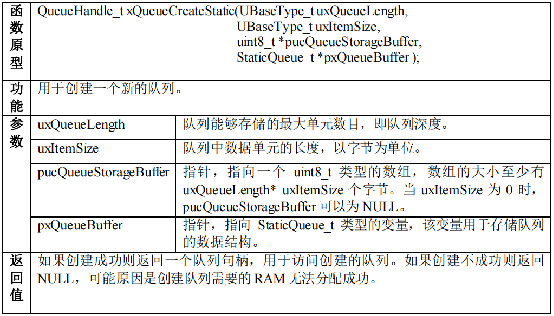 函数原型
QueueHandle_t xQueueCreateStatic(UBaseType_t uxQueueLength,
UBaseType_t uxItemSize,
uint8_t *pucQueueStorageBuffer,
StaticQueue_t *pxQueueBuffer );
功能
用于创建一个新的队列。
参数
uxQueueLength
队列能够存储的最大单元数目，即队列深度。
uxItemSize
队列中数据单元的长度，以字节为单位。
pucQueueStorageBuffer
指针，指向一个 uint8_t 类型的数组，数组的大小至少有
uxQueueLength* uxItemSize 个字节。当 uxItemSize 为 0 时，
pucQueueStorageBuffer 可以为 NULL。
pxQueueBuffer
指针，指向 StaticQueue_t 类型的变量，该变量用于存储队列
的数据结构。
返回值
如果创建成功则返回一个队列句柄，用于访问创建的队列。如果创建不成功则返回
NULL，可能原因是创建队列需要的 RAM 无法分配成功。